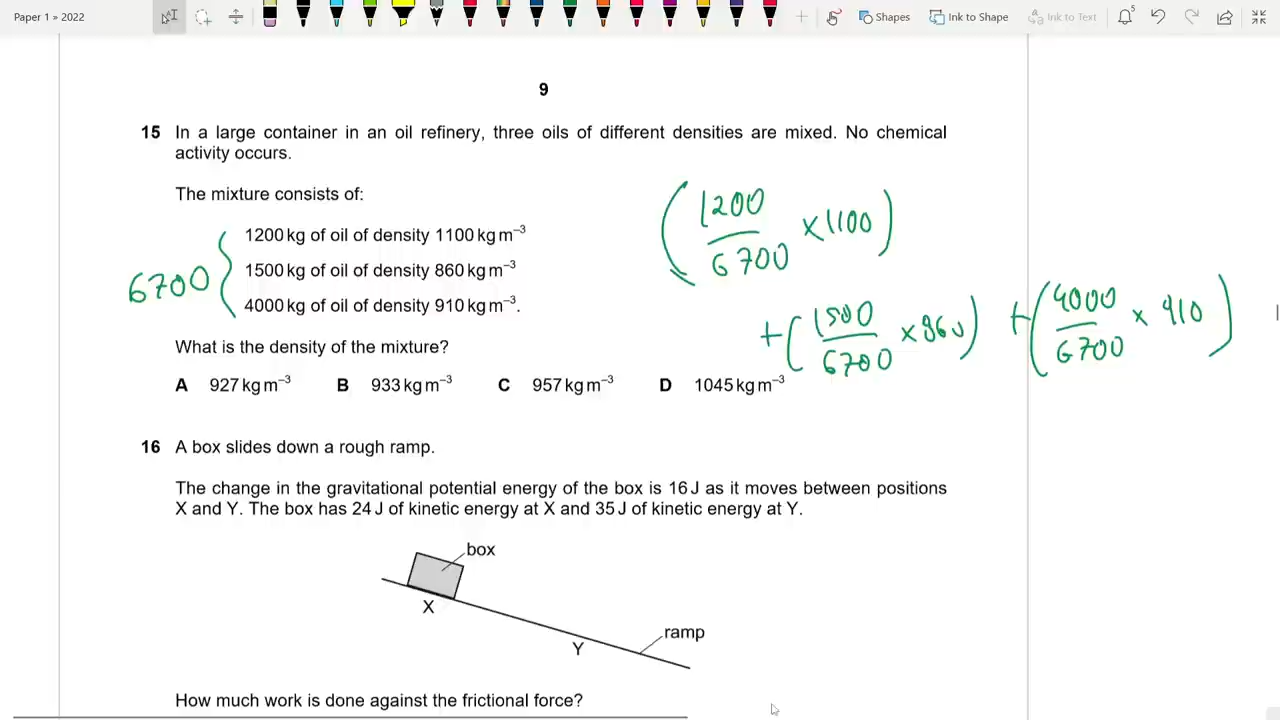 Paper 1 » 2022
Shapes
Ink to Shape
Ink to Text
9
15 In a large container in an oil refinery, three oils of different densities are mixed. No chemical
activity occurs.
The mixture consists of:
1200 kg of oil of density 1100 kg m⁻³
1500 kg of oil of density 860 kg m⁻³
4000 kg of oil of density 910 kg m⁻³.
6700 {
(1200/6700 × 1100)
+ (1500/6700 × 860) + (4000/6700 × 910)
What is the density of the mixture?
A 927 kg m⁻³ B 933 kg m⁻³ C 957 kg m⁻³ D 1045 kg m⁻³
16 A box slides down a rough ramp.
The change in the gravitational potential energy of the box is 16 J as it moves between positions
X and Y. The box has 24 J of kinetic energy at X and 35 J of kinetic energy at Y.
box
X
ramp
Y
How much work is done against the frictional force?